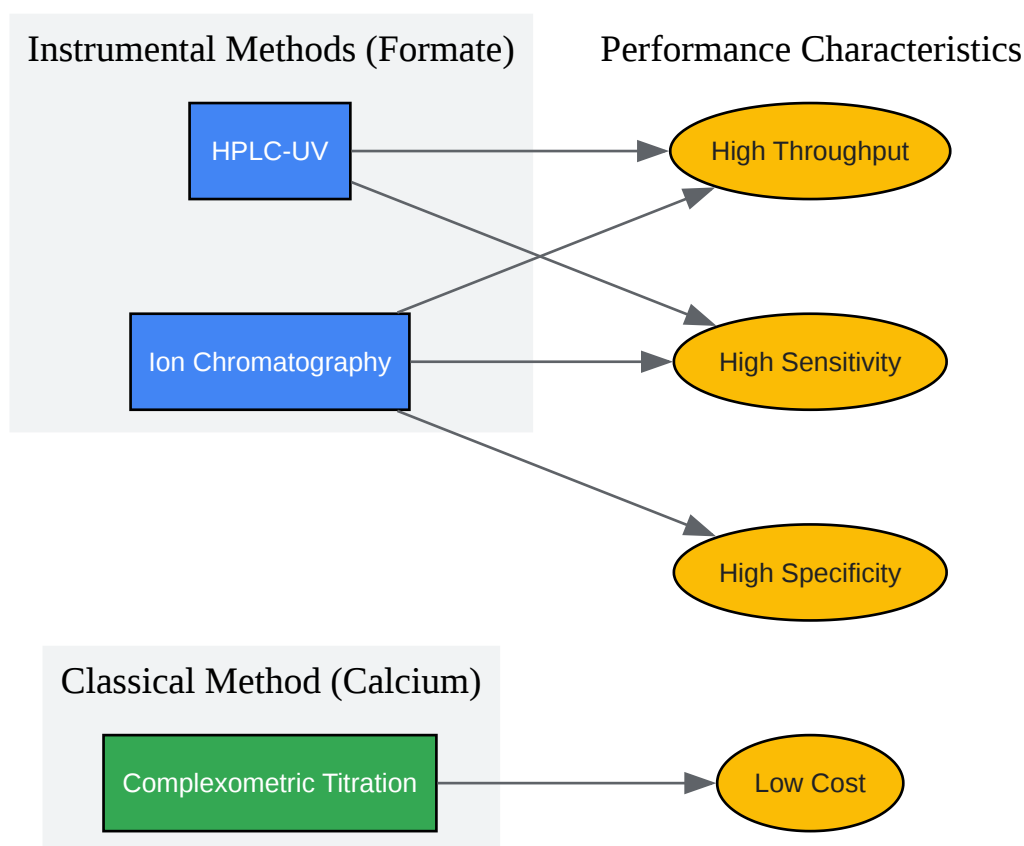 Instrumental Methods (Formate)
Performance Characteristics
HPLC-UV
High Throughput
Ion Chromatography
High Sensitivity
High Specificity
Classical Method (Calcium)
Complexometric Titration
Low Cost